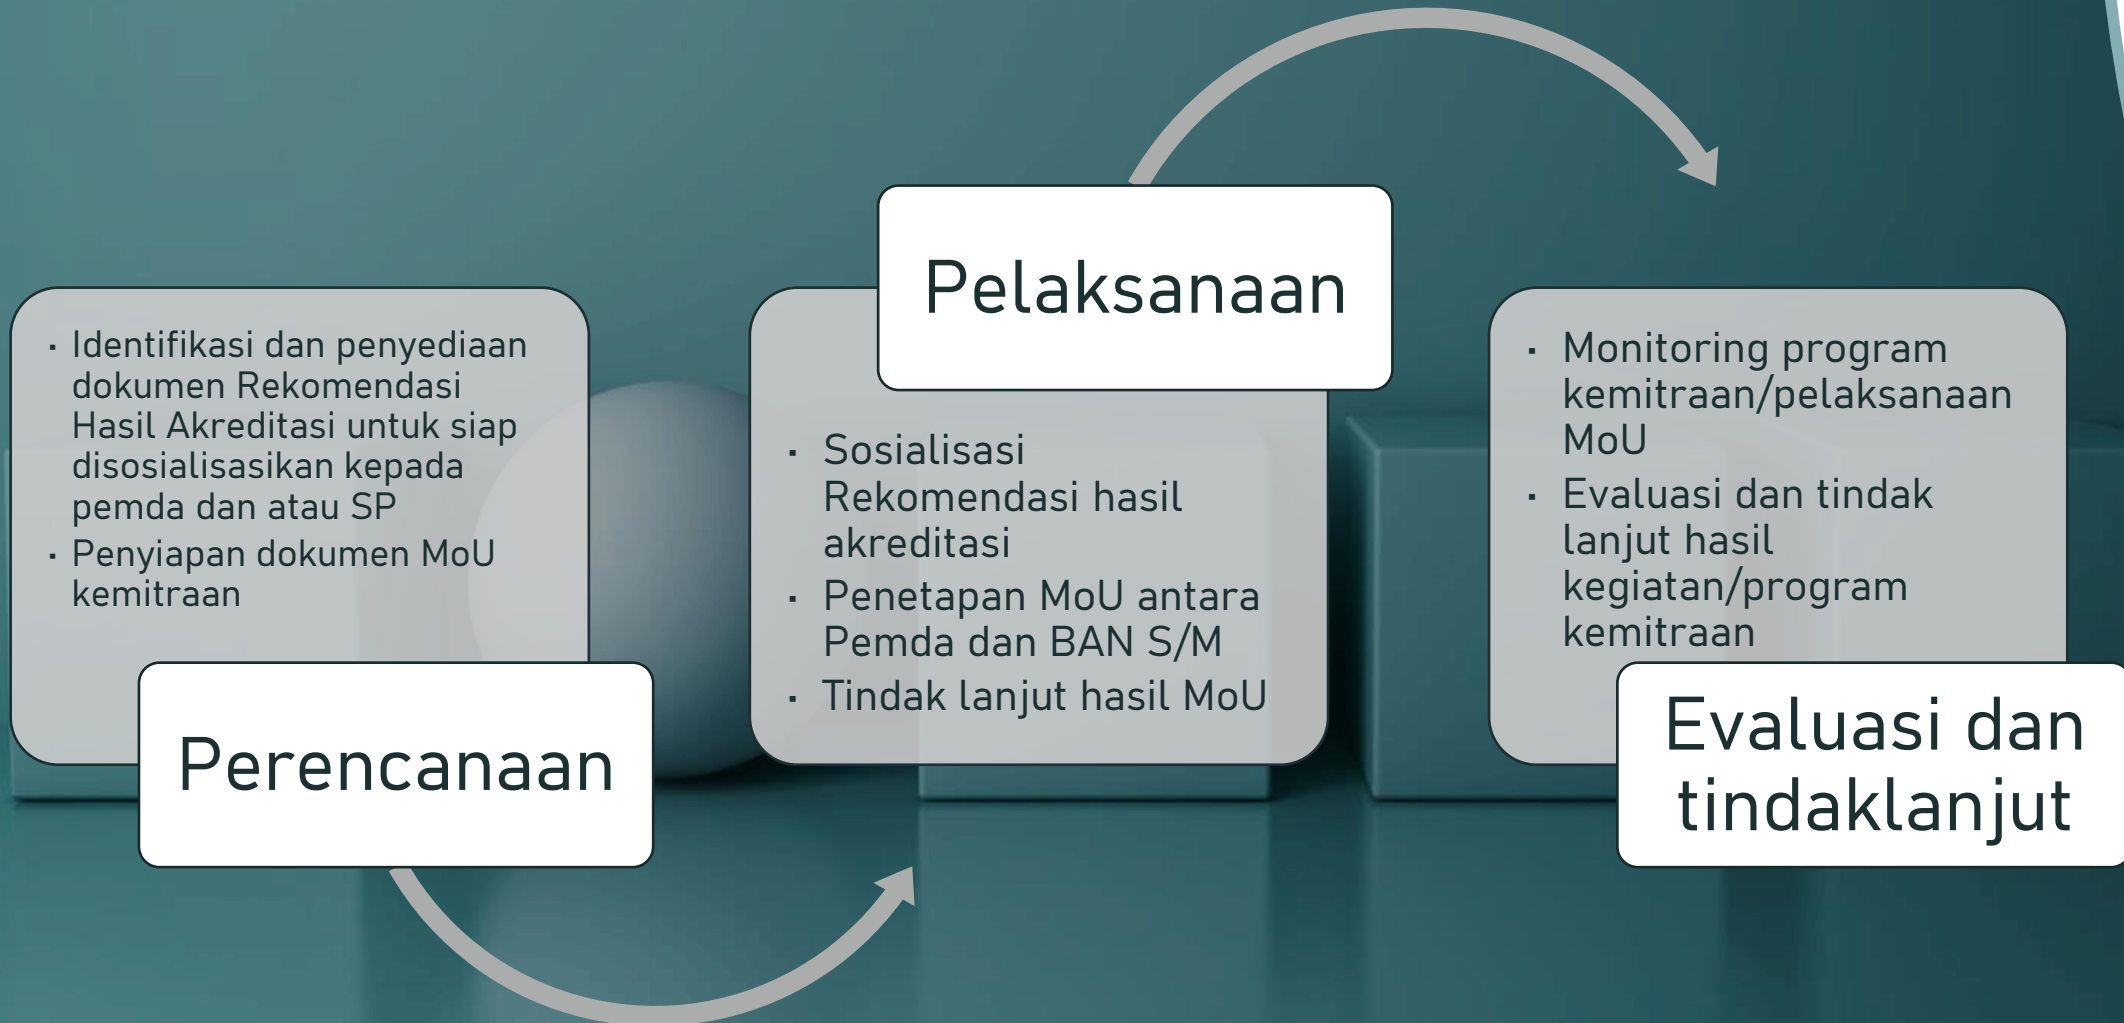 ▪ Identifikasi dan penyediaan
dokumen Rekomendasi
Hasil Akreditasi untuk siap
disosialisasikan kepada
pemda dan atau SP
▪ Penyiapan dokumen MoU
kemitraan
Perencanaan
Pelaksanaan
▪ Sosialisasi
Rekomendasi hasil
akreditasi
▪ Penetapan MoU antara
Pemda dan BAN S/M
▪ Tindak lanjut hasil MoU
▪ Monitoring program
kemitraan/pelaksanaan
MoU
▪ Evaluasi dan tindak
lanjut hasil
kegiatan/program
kemitraan
Evaluasi dan
tindaklanjut